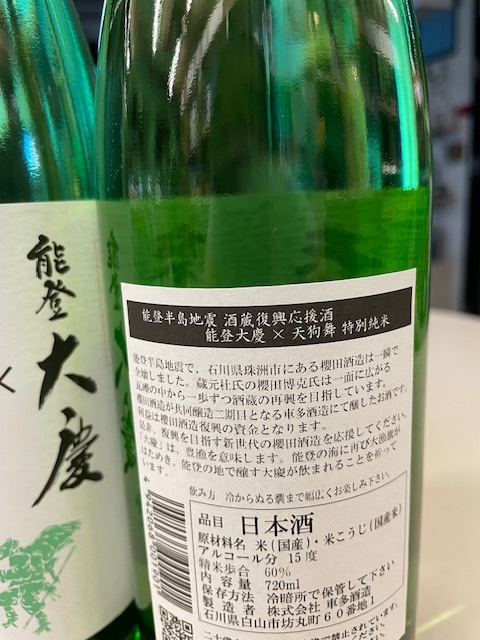 能登
大慶
能登半島地震 酒蔵復興応援酒
能登大慶 × 天狗舞 特別純米
能登半島地震で、石川県珠洲市にある櫻田酒造は一瞬で
全壊しました。蔵元杜氏の櫻田博克氏は一面に広がる
瓦礫の中から一歩ずつ酒蔵の再興を目指しています。
櫻田酒造が共同醸造二期目となる車多酒造にて醸したお酒です。
利益は櫻田酒造復興の資金となります。
是非、復興を目指す新世代の櫻田酒造を応援してください。
「大慶」は、豊漁を意味します。能登の海に再び大漁旗が
はためき、能登の地で醸す大慶が飲まれることを祈って
います。
飲み方 冷からぬる燗まで幅広くお楽しみ下さい。
品目 日本酒
原材料名 米(国産)・米こうじ(国産米)
アルコール分 15度
精米歩合 60%
内容量 720ml
保存方法 冷暗所で保管して下さい
製造者 株式会社 車多酒造
石川県白山市坊丸町60番地1